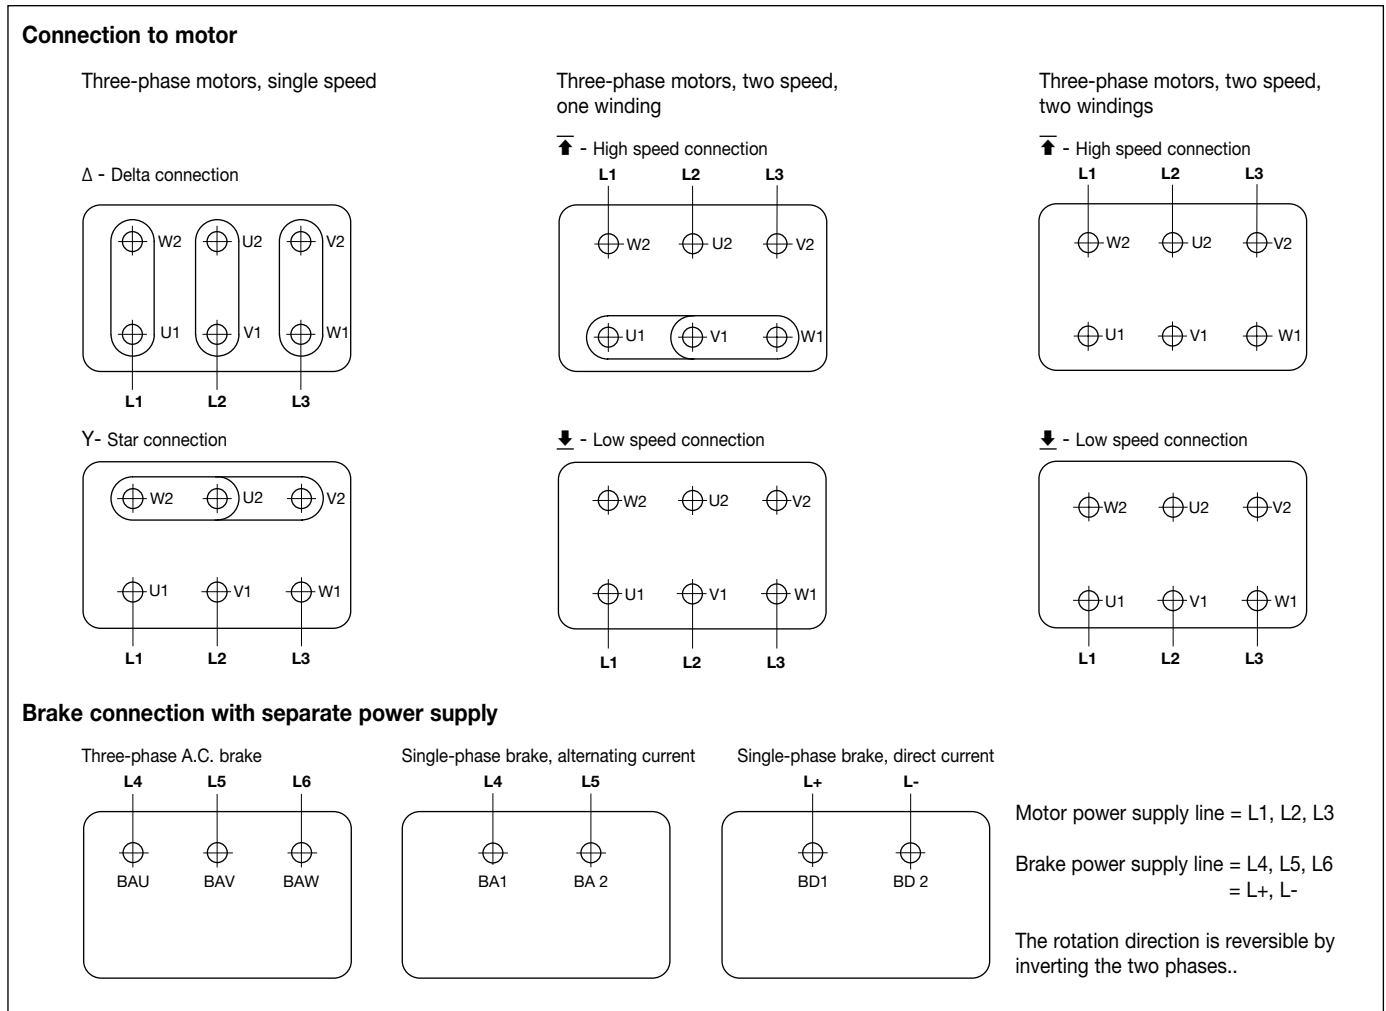 Connection to motor
Three-phase motors, single speed
Δ - Delta connection
W2 U2 V2
U1 V1 W1
L1 L2 L3
Y- Star connection
W2 U2 V2
U1 V1 W1
L1 L2 L3
Three-phase motors, two speed,
one winding
- High speed connection
L1 L2 L3
W2 U2 V2
U1 V1 W1
- Low speed connection
W2 U2 V2
U1 V1 W1
L1 L2 L3
Three-phase motors, two speed,
two windings
- High speed connection
L1 L2 L3
W2 U2 V2
U1 V1 W1
- Low speed connection
W2 U2 V2
U1 V1 W1
L1 L2 L3
Brake connection with separate power supply
Three-phase A.C. brake
L4 L5 L6
BAU BAV BAW
Single-phase brake, alternating current
L4 L5
BA1 BA 2
Single-phase brake, direct current
L+ L-
BD1 BD 2
Motor power supply line = L1, L2, L3
Brake power supply line = L4, L5, L6
= L+, L-
The rotation direction is reversible by
inverting the two phases..